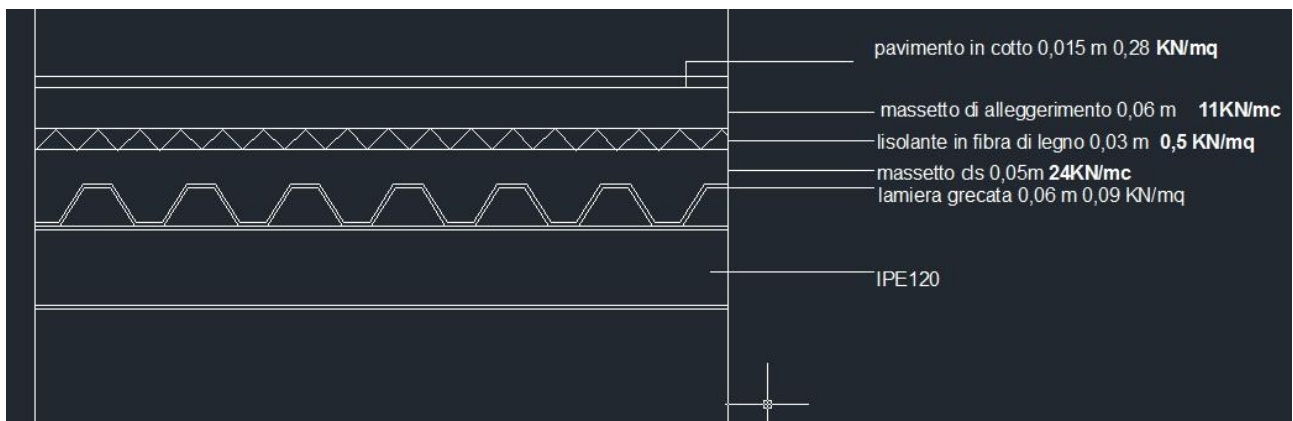 pavimento in cotto 0,015 m 0,28 KN/mq
massetto di alleggerimento 0,06 m 11KN/mc
lisolante in fibra di legno 0,03 m 0,5 KN/mq
massetto cls 0,05m 24KN/mc
lamiera grecata 0,06 m 0,09 KN/mq
IPE120